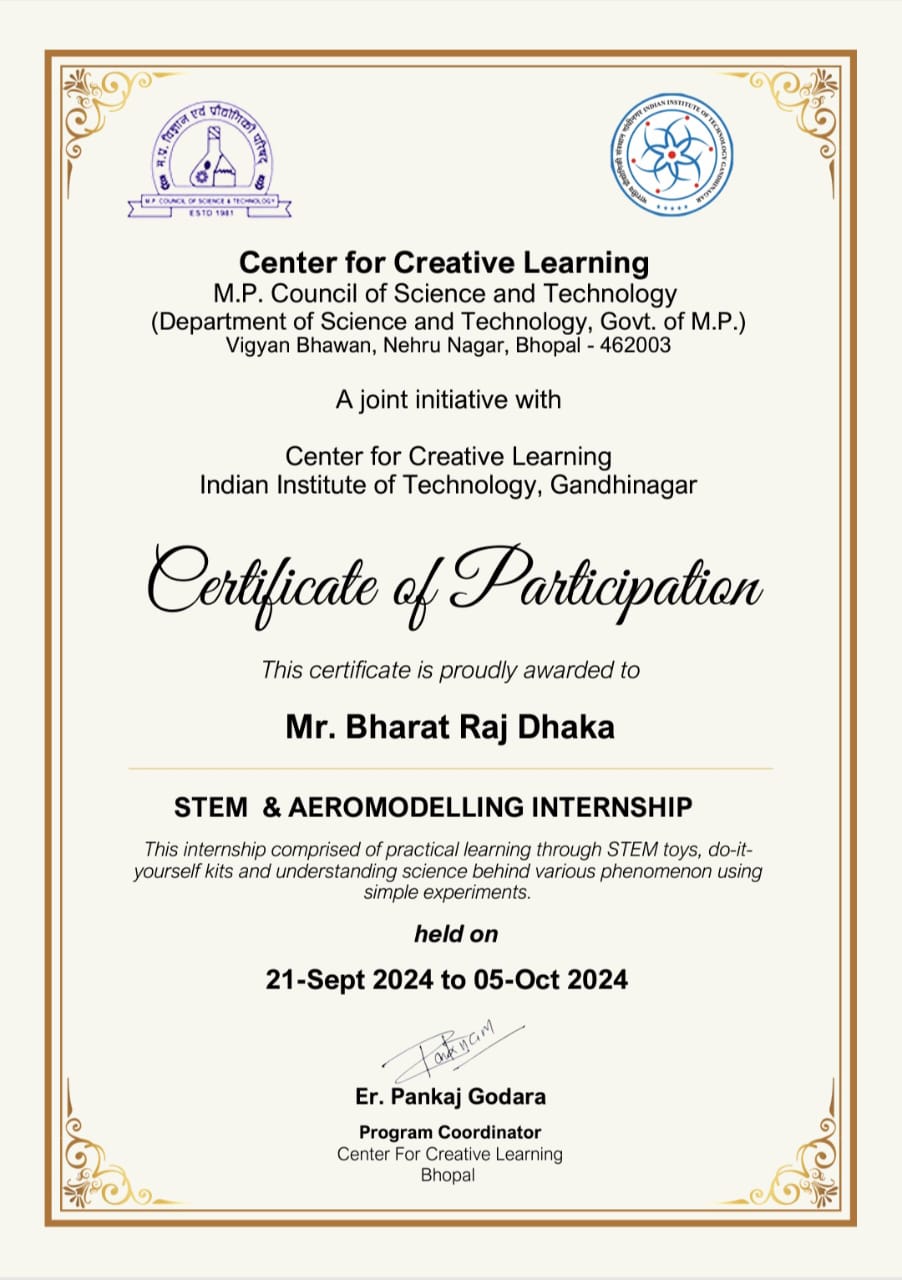 म.प्र. विज्ञान एवं प्रौद्योगिकी परिषद
M.P. COUNCIL OF SCIENCE & TECHNOLOGY
ESTD 1981
भारतीय प्रौद्योगिकी संस्थान गांधीनगर INDIAN INSTITUTE OF TECHNOLOGY GANDHINAGAR
Center for Creative Learning
M.P. Council of Science and Technology
(Department of Science and Technology, Govt. of M.P.)
Vigyan Bhawan, Nehru Nagar, Bhopal - 462003
A joint initiative with
Center for Creative Learning
Indian Institute of Technology, Gandhinagar
Certificate of Participation
This certificate is proudly awarded to
Mr. Bharat Raj Dhaka
STEM & AEROMODELLING INTERNSHIP
This internship comprised of practical learning through STEM toys, do-it-
yourself kits and understanding science behind various phenomenon using
simple experiments.
held on
21-Sept 2024 to 05-Oct 2024
Er. Pankaj Godara
Program Coordinator
Center For Creative Learning
Bhopal